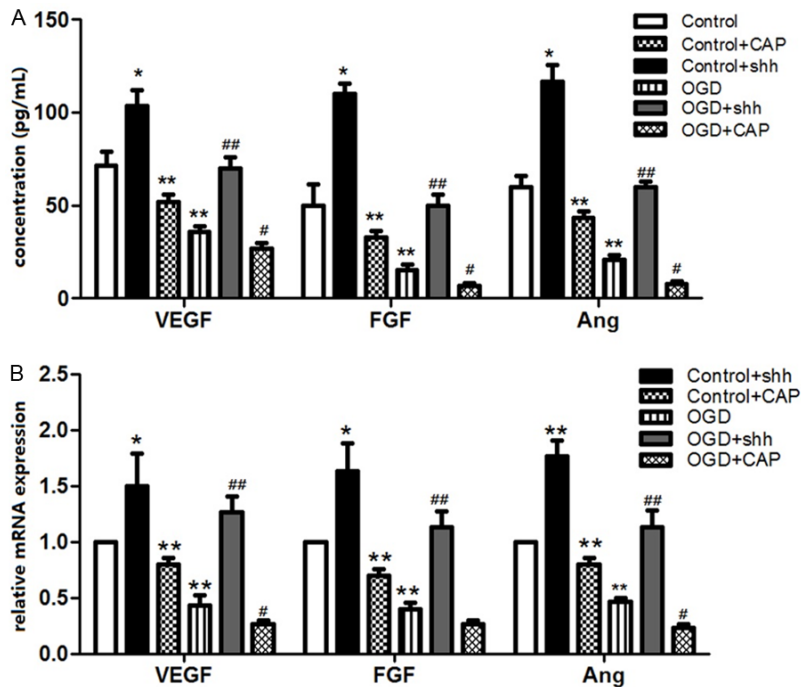 A
concentration (pg/mL)
150
100
50
0
* ** ** ## #
* ** ** ## #
* ** ** ## #
VEGF FGF Ang
Control
Control+CAP
Control+shh
OGD
OGD+shh
OGD+CAP
B
relative mRNA expression
2.5
2.0
1.5
1.0
0.5
0.0
* ** ** ## #
* ** ** ##
** ** ** ## #
VEGF FGF Ang
Control+shh
Control+CAP
OGD
OGD+shh
OGD+CAP